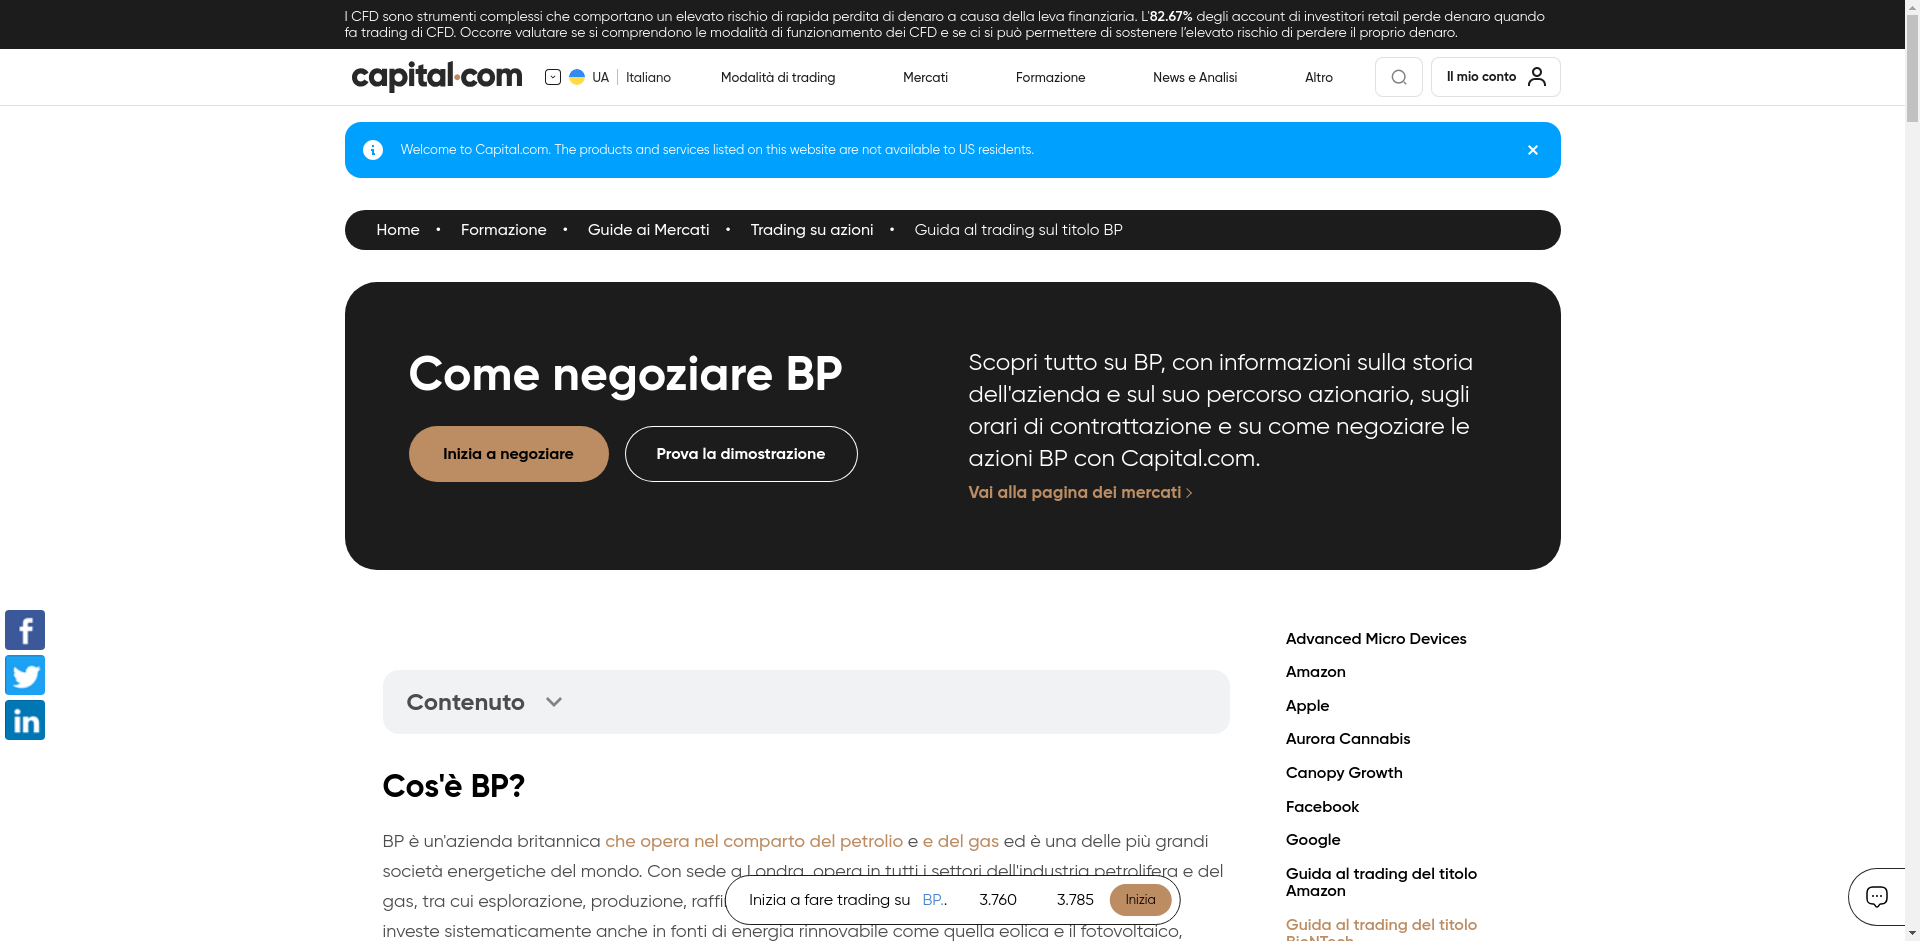 I CFD sono strumenti complessi che comportano un elevato rischio di rapida perdita di denaro a causa della leva finanziaria. L'82.67% degli account di investitori retail perde denaro quando
fa trading di CFD. Occorre valutare se si comprendono le modalità di funzionamento dei CFD e se ci si può permettere di sostenere l'elevato rischio di perdere il proprio denaro.
capital.com
UA
Italiano
Modalità di trading
Mercati
Formazione
News e Analisi
Altro
Il mio conto
Welcome to Capital.com. The products and services listed on this website are not available to US residents.
Home • Formazione • Guide ai Mercati • Trading su azioni • Guida al trading sul titolo BP
Come negoziare BP
Inizia a negoziare
Prova la dimostrazione
Scopri tutto su BP, con informazioni sulla storia
dell'azienda e sul suo percorso azionario, sugli
orari di contrattazione e su come negoziare le
azioni BP con Capital.com.
Vai alla pagina dei mercati
Contenuto
Cos'è BP?
BP è un'azienda britannica che opera nel comparto del petrolio e e del gas ed è una delle più grandi
società energetiche del mondo. Con sede a Londra, opera in tutti i settori dell'industria petrolifera e del
gas, tra cui esplorazione, produzione,
investe sistematicamente anche in fonti di energia rinnovabile come quella eolica e il fotovoltaico,
Inizia a fare trading su BP.. 3.760 3.785 Inizia
Advanced Micro Devices
Amazon
Apple
Aurora Cannabis
Canopy Growth
Facebook
Google
Guida al trading del titolo
Amazon
Guida al trading del titolo
BioNTech